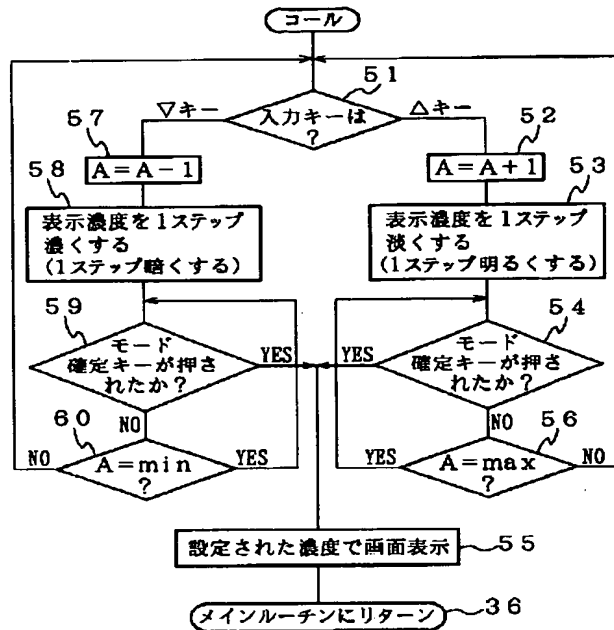 コール
51
▽キー
入力キーは
?
△キー
57
A=A-1
52
A=A+1
58
表示濃度を1ステップ
濃くする
(1ステップ暗くする)
53
表示濃度を1ステップ
淡くする
(1ステップ明るくする)
59
モード
確定キーが押さ
れたか?
YES
NO
54
モード
確定キーが押さ
れたか?
YES
NO
60
A=min
?
NO
YES
56
A=max
?
YES
NO
設定された濃度で画面表示
55
メインルーチンにリターン
36